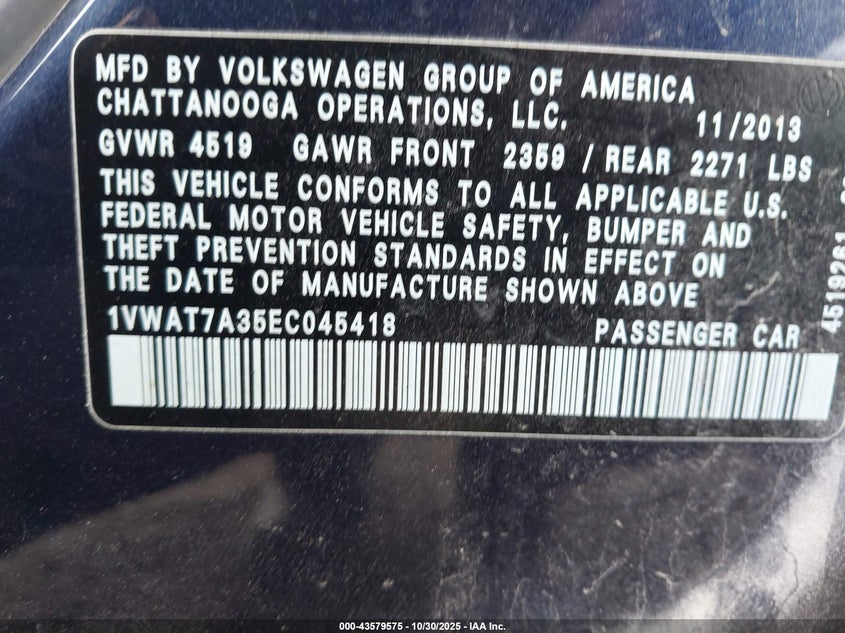 MFD BY VOLKSWAGEN GROUP OF AMERICA
CHATTANOOGA OPERATIONS, LLC. 11/2013
GVWR 4519 GAWR FRONT 2359 / REAR 2271 LBS
THIS VEHICLE CONFORMS TO ALL APPLICABLE U.S.
FEDERAL MOTOR VEHICLE SAFETY, BUMPER AND
THEFT PREVENTION STANDARDS IN EFFECT ON
THE DATE OF MANUFACTURE SHOWN ABOVE
1VWAT7A35EC045418 PASSENGER CAR
4519261
000-43579575 - 10/30/2025 - IAA Inc.